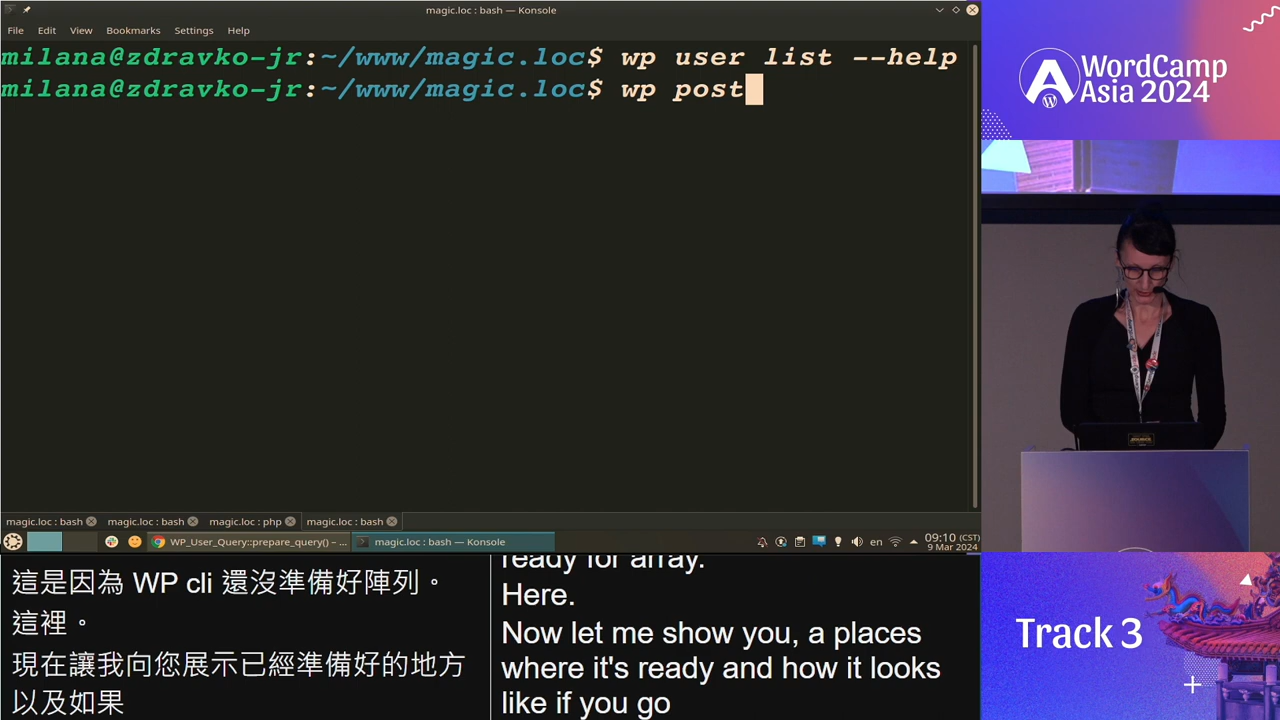 magic.loc : bash — Konsole
File Edit View Bookmarks Settings Help
milana@zdravko-jr:~/www/magic.loc$ wp user list --help
milana@zdravko-jr:~/www/magic.loc$ wp post
magic.loc : bash magic.loc : bash magic.loc : php magic.loc : bash
WP_User_Query::prepare_query() – ... magic.loc : bash — Konsole en 09:10 (CST)
9 Mar 2024
WordCamp
Asia 2024
Track 3
這是因為 WP cli 還沒準備好陣列。
這裡。
現在讓我向您展示已經準備好的地方
以及如果
ready for array.
Here.
Now let me show you, a places
where it's ready and how it looks
like if you go